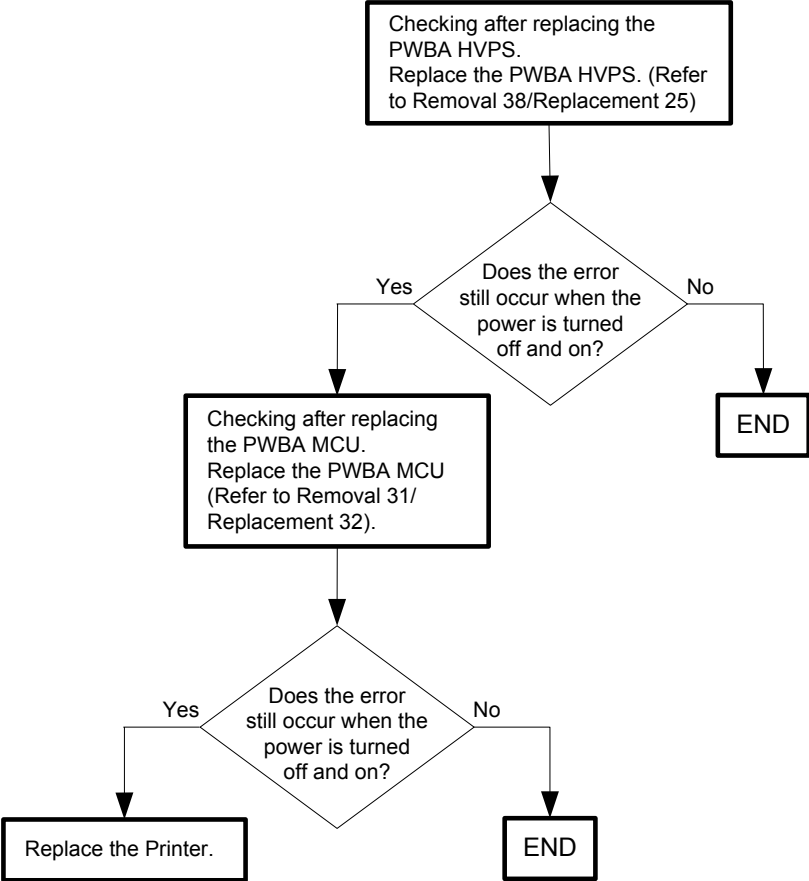 Checking after replacing the
PWBA HVPS.
Replace the PWBA HVPS. (Refer
to Removal 38/Replacement 25)
Does the error
still occur when the
power is turned
off and on?
Yes
No
END
Checking after replacing
the PWBA MCU.
Replace the PWBA MCU
(Refer to Removal 31/
Replacement 32).
Does the error
still occur when the
power is turned
off and on?
Yes
No
Replace the Printer.
END